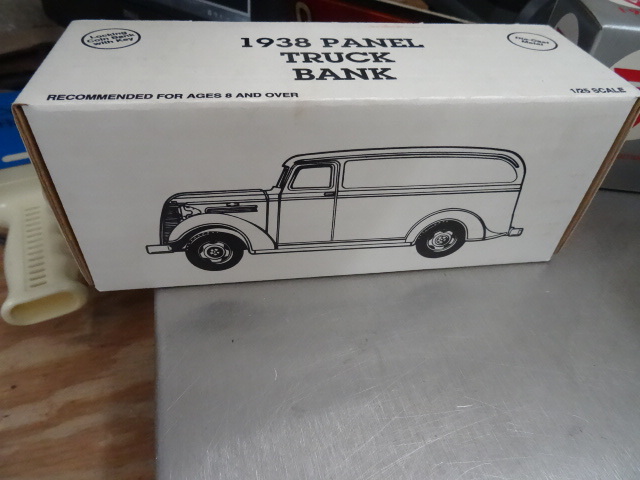 Locking
Coin Bank
with Key
1938 PANEL
TRUCK
BANK
RECOMMENDED FOR AGES 8 AND OVER
1/25 SCALE